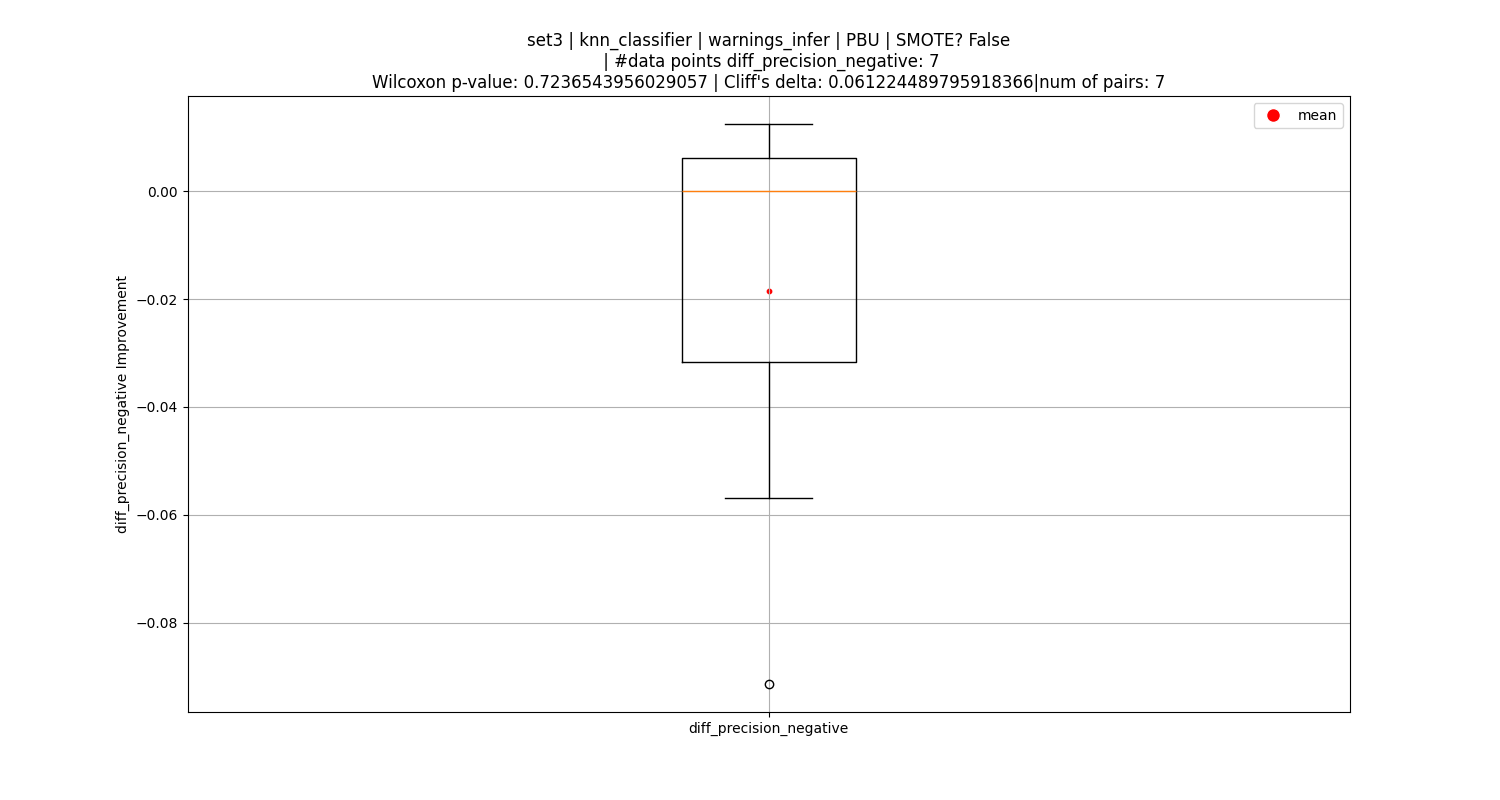 set3 | knn_classifier | warnings_infer | PBU | SMOTE? False
| #data points diff_precision_negative: 7
Wilcoxon p-value: 0.7236543956029057 | Cliff's delta: 0.061224489795918366|num of pairs: 7
mean
0.00
−0.02
−0.04
−0.06
−0.08
diff_precision_negative Improvement
diff_precision_negative